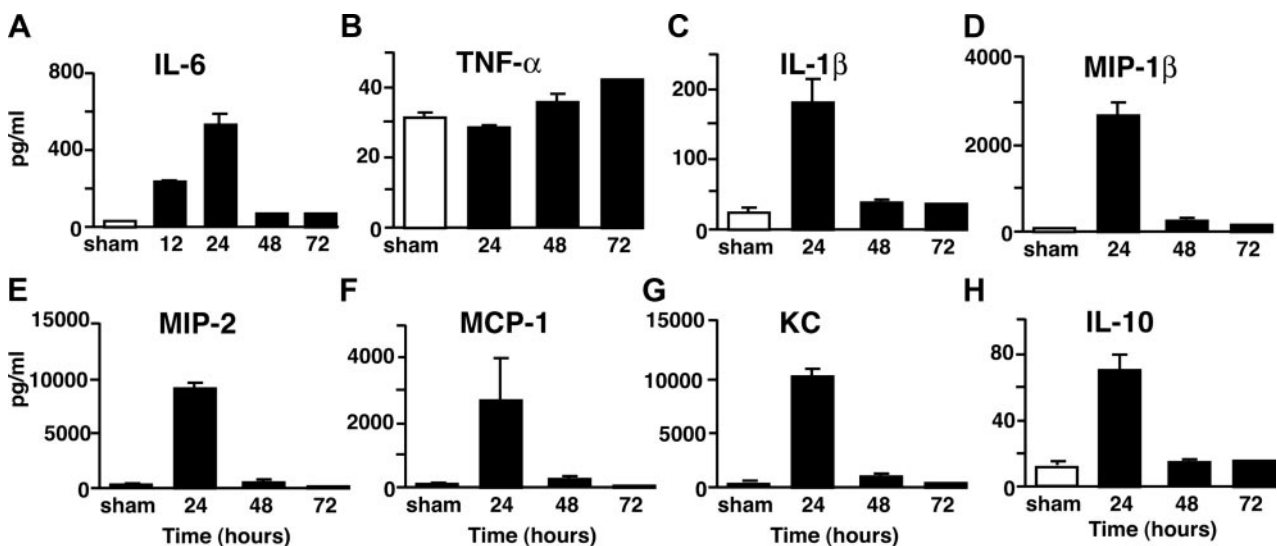 A
IL-6
800
400
0
pg/ml
sham 12 24 48 72
B
TNF-α
60
40
20
0
sham 24 48 72
C
IL-1β
200
100
0
sham 24 48 72
D
MIP-1β
4000
2000
0
sham 24 48 72
E
MIP-2
15000
10000
5000
0
pg/ml
sham 24 48 72
Time (hours)
F
MCP-1
4000
2000
0
sham 24 48 72
Time (hours)
G
KC
15000
10000
5000
0
sham 24 48 72
Time (hours)
H
IL-10
80
40
0
sham 24 48 72
Time (hours)